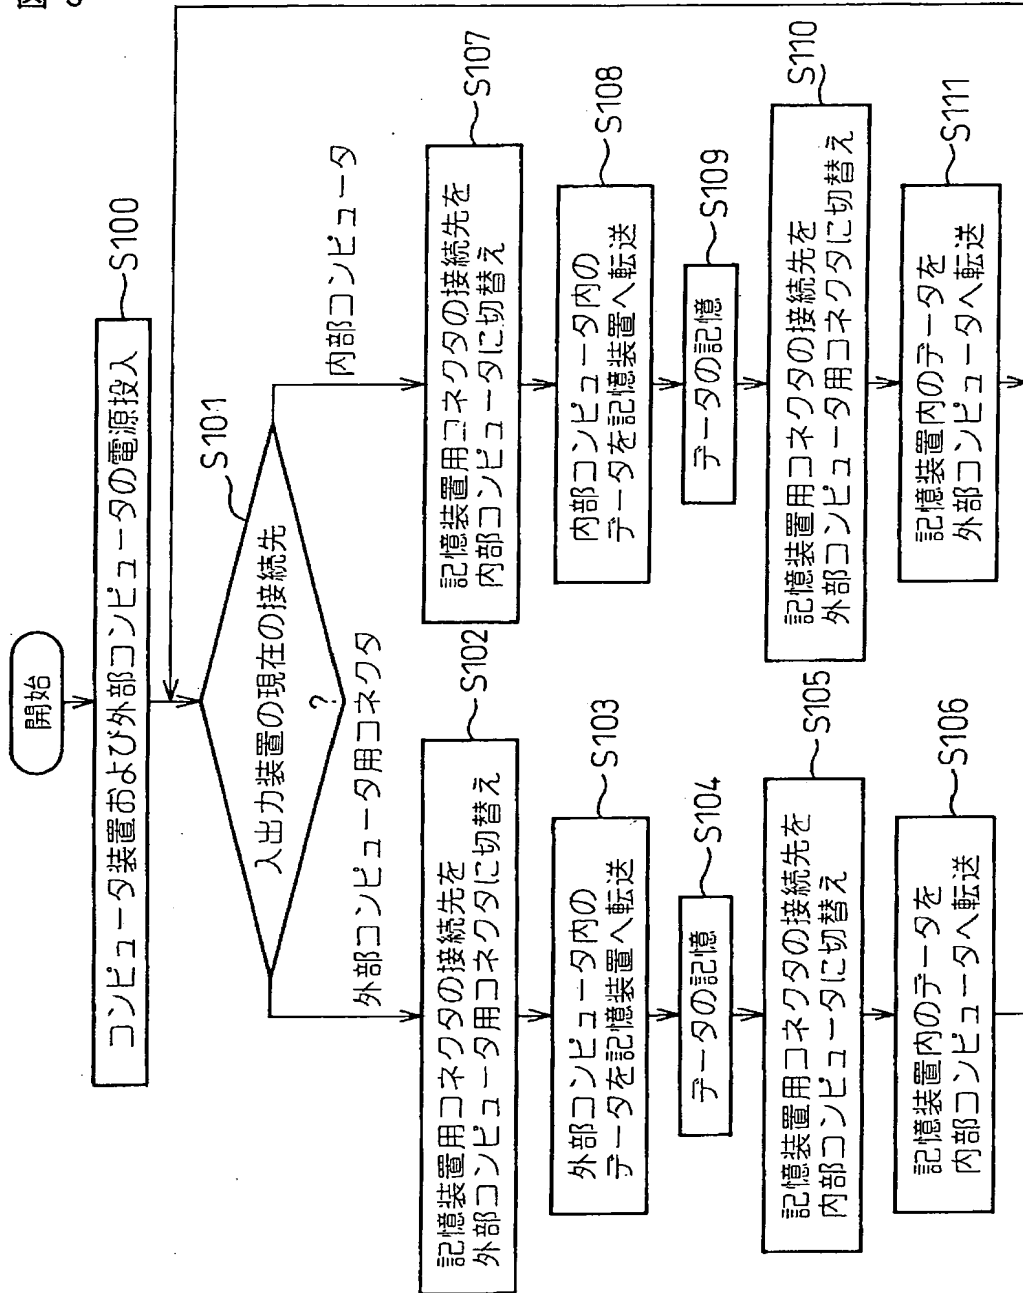 図
開始
コンピュータ装置および外部コンピュータの電源投入
S100
入出力装置の現在の接続先
?
S101
外部コンピュータ用コネクタ
内部コンピュータ
記憶装置用コネクタの接続先を
外部コンピュータ用コネクタに切替え
S102
外部コンピュータ内の
データを記憶装置へ転送
S103
データの記憶
S104
記憶装置用コネクタの接続先を
内部コンピュータに切替え
S105
記憶装置内のデータを
内部コンピュータへ転送
S106
記憶装置用コネクタの接続先を
内部コンピュータに切替え
S107
内部コンピュータ内の
データを記憶装置へ転送
S108
データの記憶
S109
記憶装置用コネクタの接続先を
外部コンピュータ用コネクタに切替え
S110
記憶装置内のデータを
外部コンピュータへ転送
S111